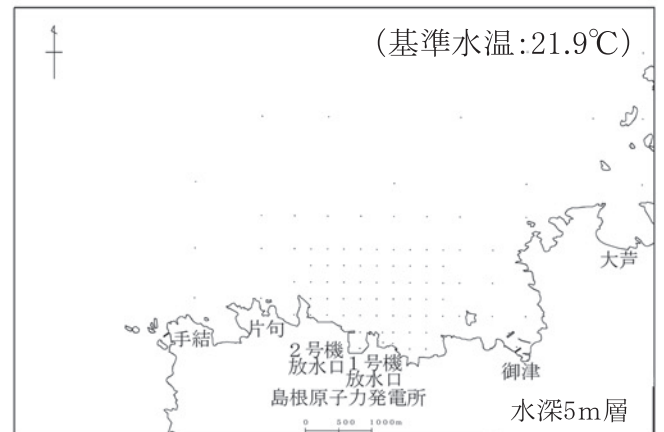 (基準水温:21.9℃)
大芦
手結
片句
2号機
放水口
1号機
放水口
御津
島根原子力発電所
水深5m層
0 500 1000m